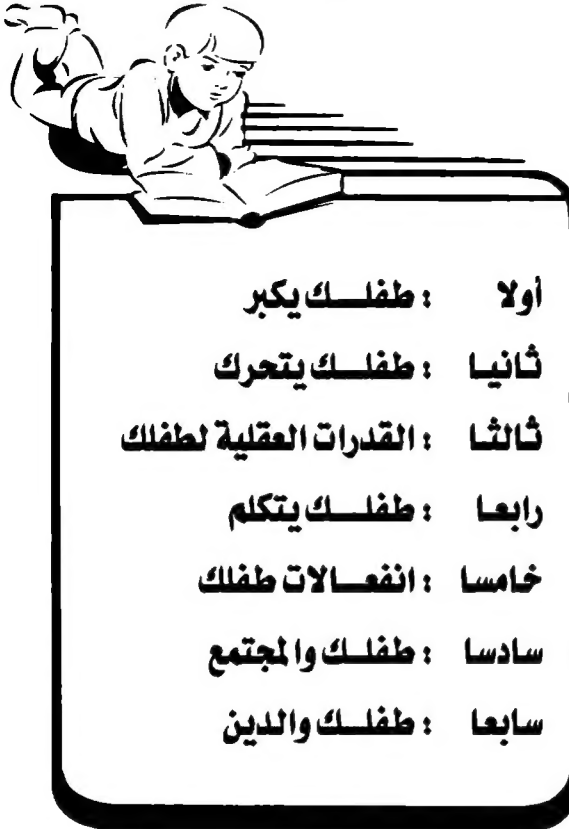 أولا : طفلك يكبر
ثانيا : طفلك يتحرك
ثالثا : القدرات العقلية لطفلك
رابعا : طفلك يتكلم
خامسا : انفعالات طفلك
سادسا : طفلك والمجتمع
سابعا : طفلك والدين